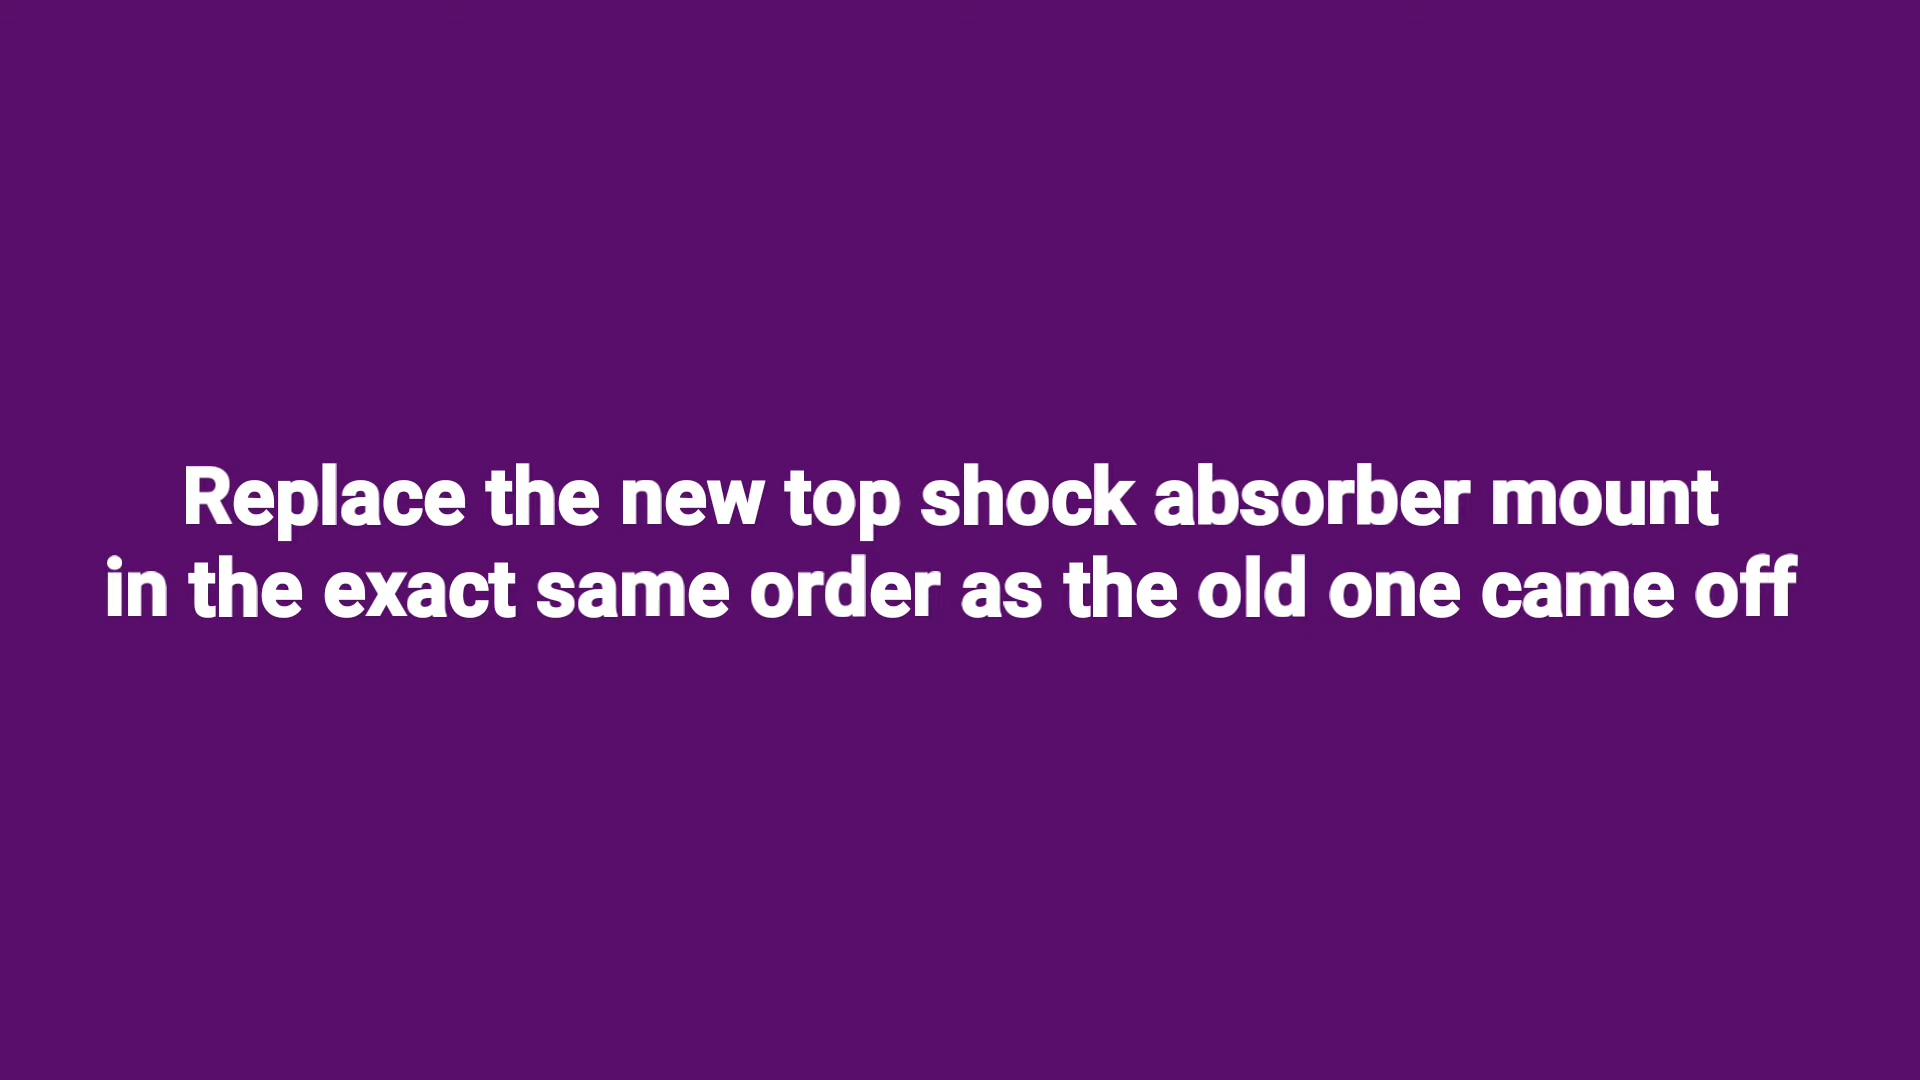 Replace the new top shock absorber mount
in the exact same order as the old one came off